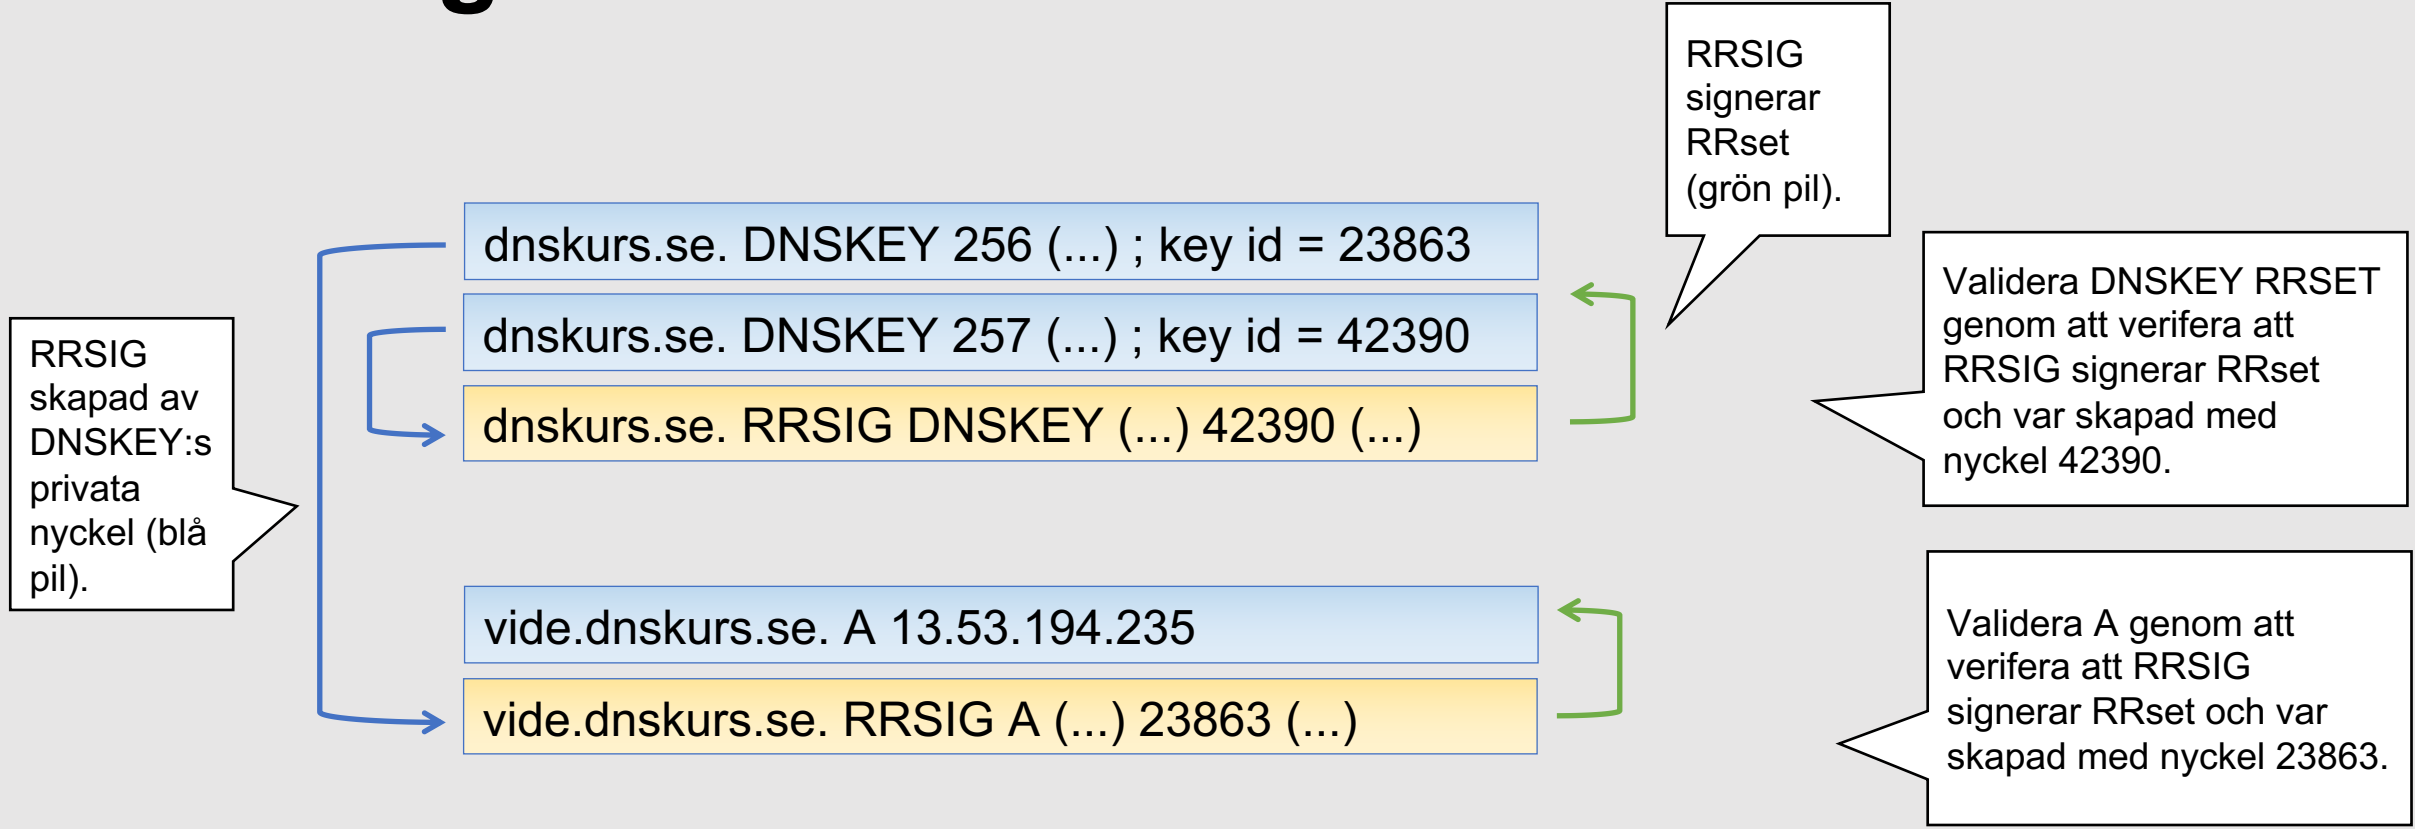 RRSIG
signerar
RRset
(grön pil).
dnskurs.se. DNSKEY 256 (...) ; key id = 23863
dnskurs.se. DNSKEY 257 (...) ; key id = 42390
dnskurs.se. RRSIG DNSKEY (...) 42390 (...)
Validera DNSKEY RRSET
genom att verifera att
RRSIG signerar RRset
och var skapad med
nyckel 42390.
RRSIG
skapad av
DNSKEY:s
privata
nyckel (blå
pil).
vide.dnskurs.se. A 13.53.194.235
vide.dnskurs.se. RRSIG A (...) 23863 (...)
Validera A genom att
verifera att RRSIG
signerar RRset och var
skapad med nyckel 23863.